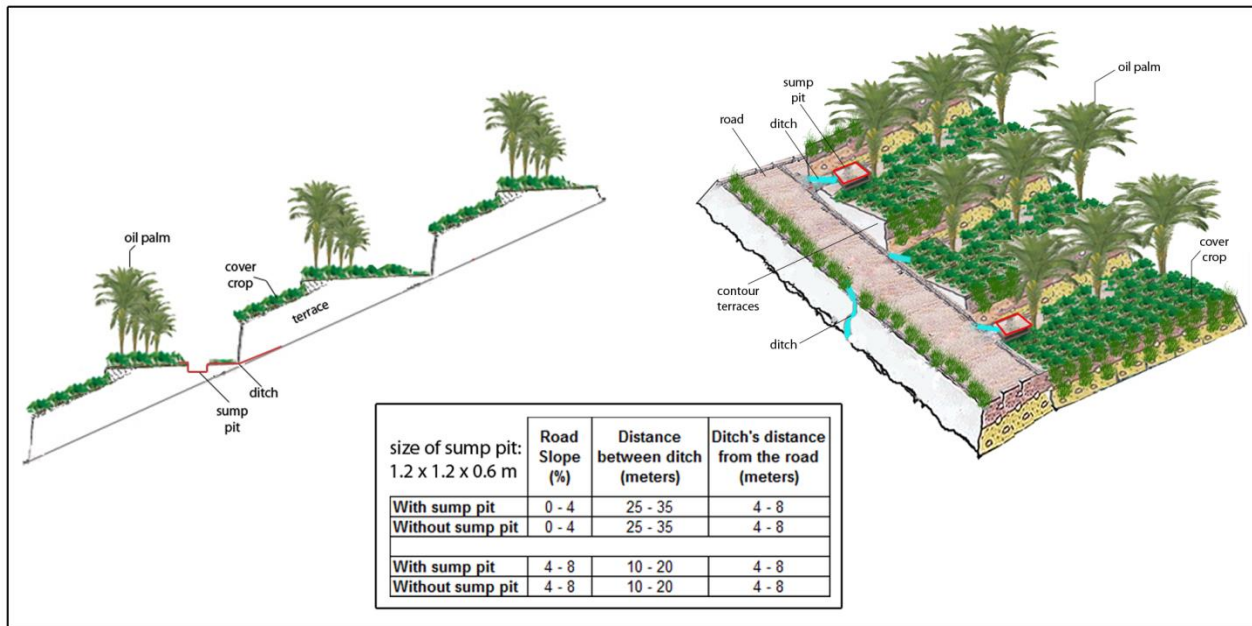 oil palm
cover
crop
terrace
ditch
sump
pit
oil palm
sump
pit
ditch
road
cover
crop
contour
terraces
ditch
size of sump pit:
1.2 x 1.2 x 0.6 m
Road Slope (%)
Distance between ditch (meters)
Ditch's distance from the road (meters)
With sump pit 0 - 4 25 - 35 4 - 8
Without sump pit 0 - 4 25 - 35 4 - 8
With sump pit 4 - 8 10 - 20 4 - 8
Without sump pit 4 - 8 10 - 20 4 - 8